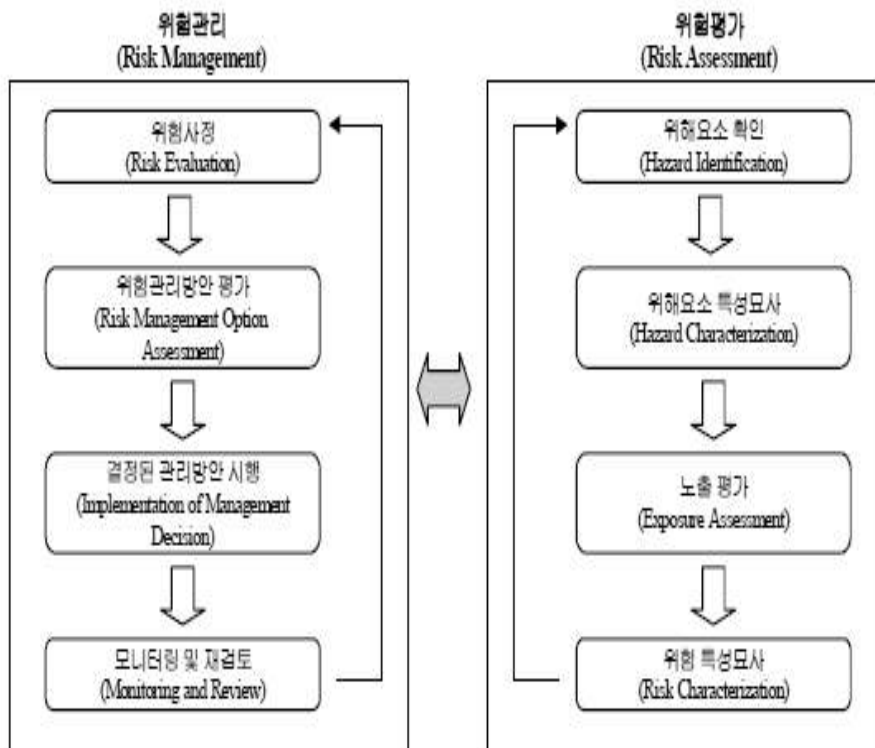 위험관리
(Risk Management)
위험사정
(Risk Evaluation)
위험관리방안 평가
(Risk Management Option
Assessment)
결정된 관리방안 시행
(Implementation of Management
Decision)
모니터링 및 재검토
(Monitoring and Review)
위험평가
(Risk Assessment)
위해요소 확인
(Hazard Identification)
위해요소 특성묘사
(Hazard Characterization)
노출 평가
(Exposure Assessment)
위험 특성묘사
(Risk Characterization)